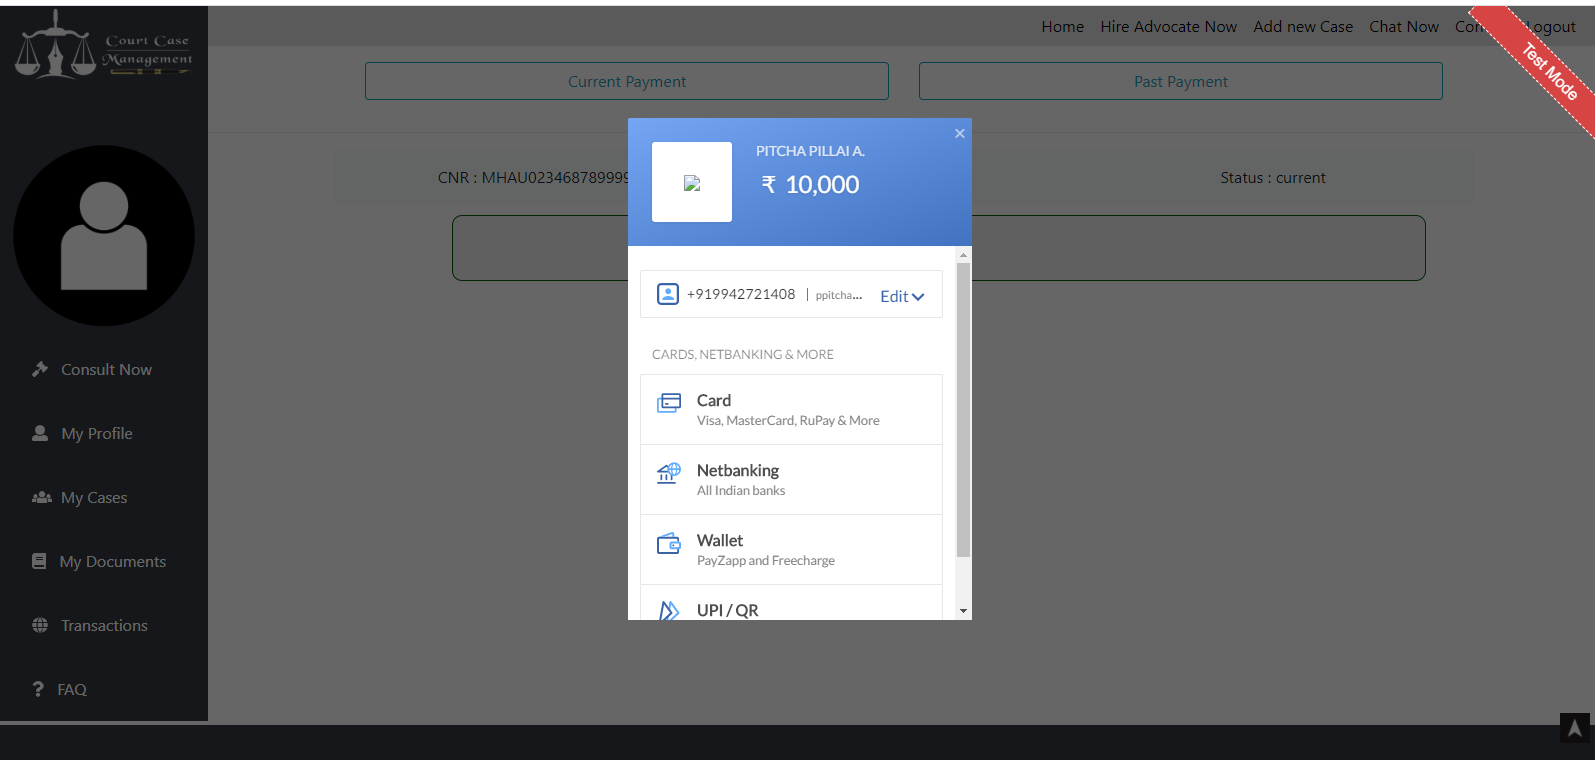 Court Case
Management
Home Hire Advocate Now Add new Case Chat Now Con Logout
Test Mode
Current Payment Past Payment
CNR : MHAU02346878999 Status : current
PITCHA PILLAI A.
₹ 10,000
+919942721408 | ppitcha... Edit
CARDS, NETBANKING & MORE
Card
Visa, MasterCard, RuPay & More
Netbanking
All Indian banks
Wallet
PayZapp and Freecharge
UPI / QR
Consult Now
My Profile
My Cases
My Documents
Transactions
? FAQ